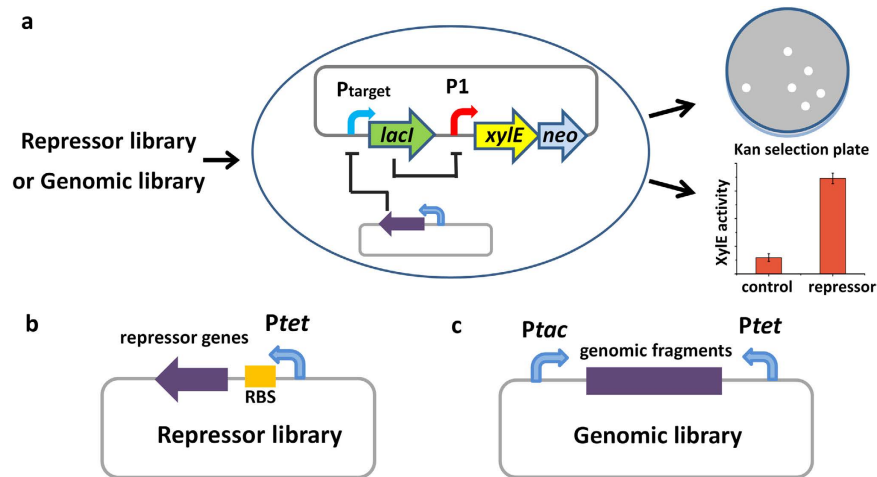 a
Repressor library
or Genomic library
Ptarget
P1
lacI
xylE
neo
Kan selection plate
XylE activity
control
repressor
b
repressor genes
Ptet
RBS
Repressor library
c
Ptac
genomic fragments
Ptet
Genomic library